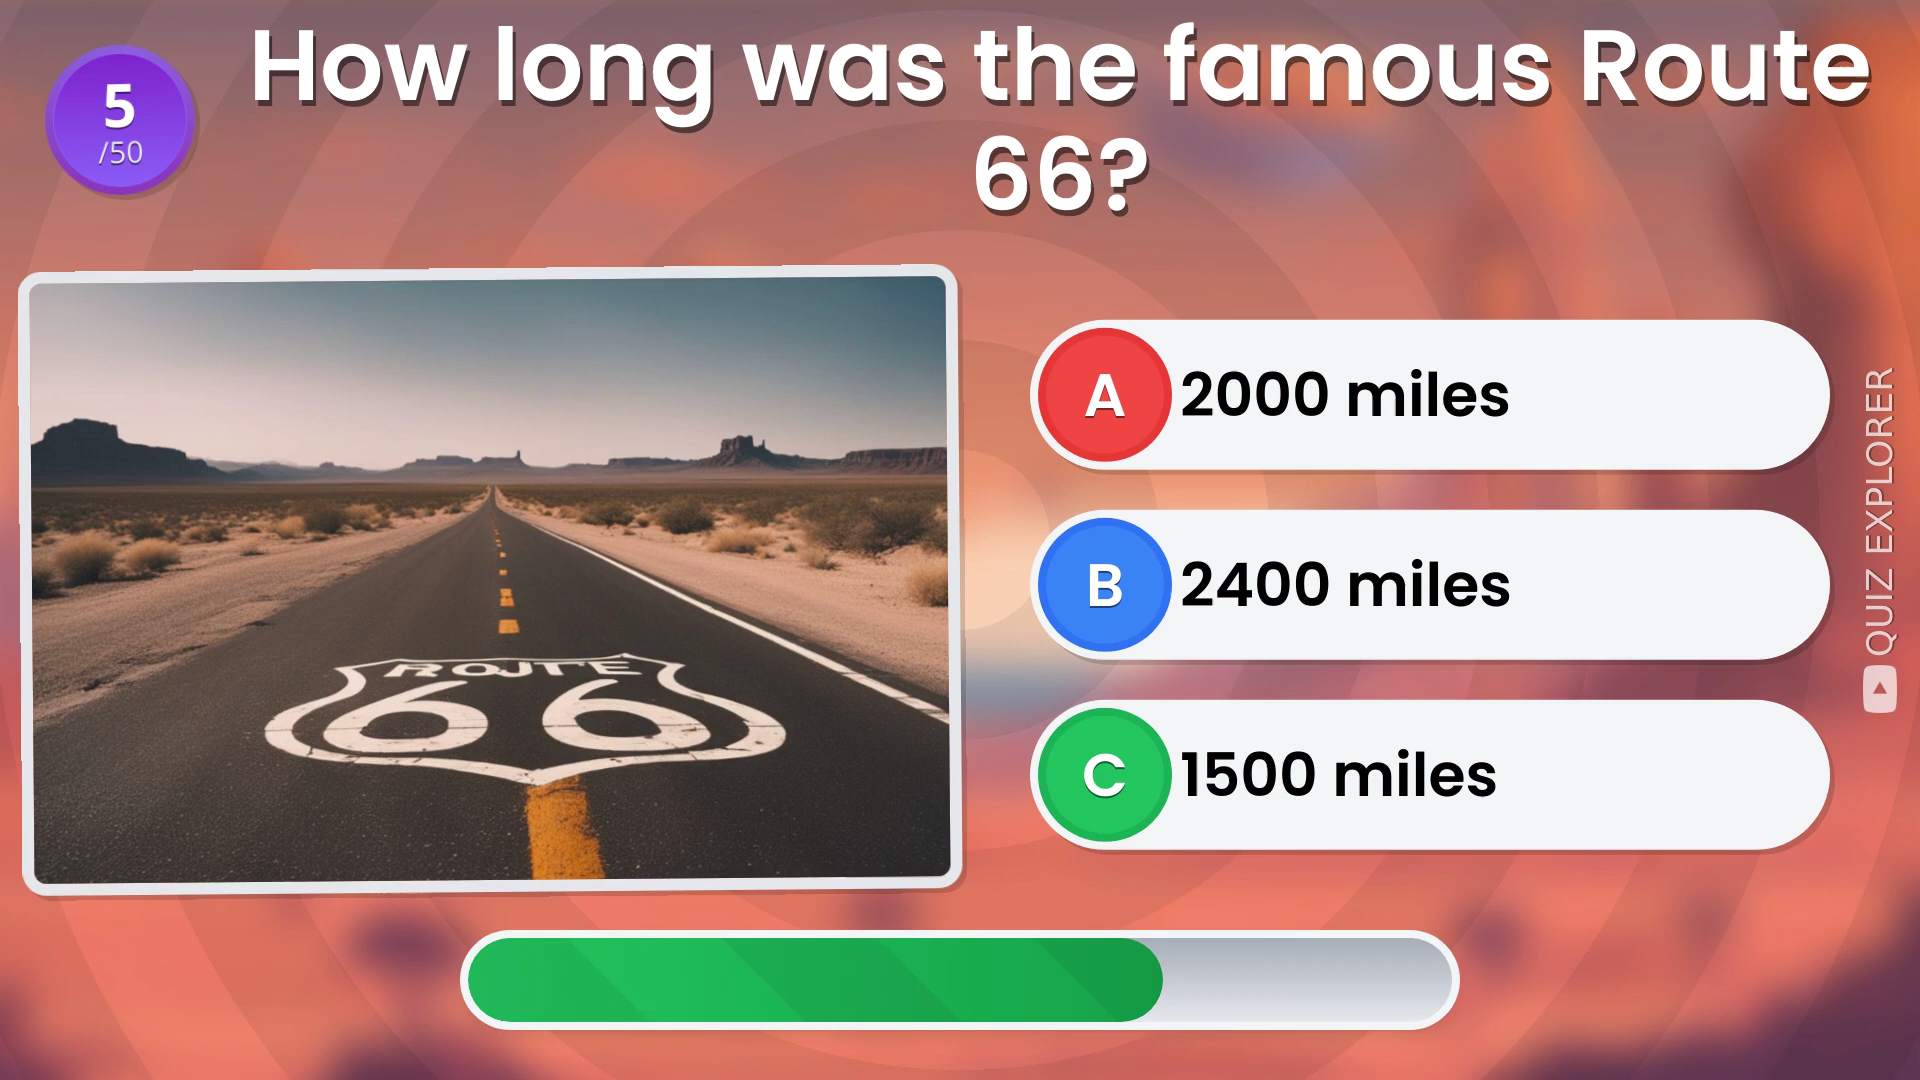 5
/50
How long was the famous Route
66?
ROUTE
66
A 2000 miles
B 2400 miles
C 1500 miles
QUIZ EXPLORER